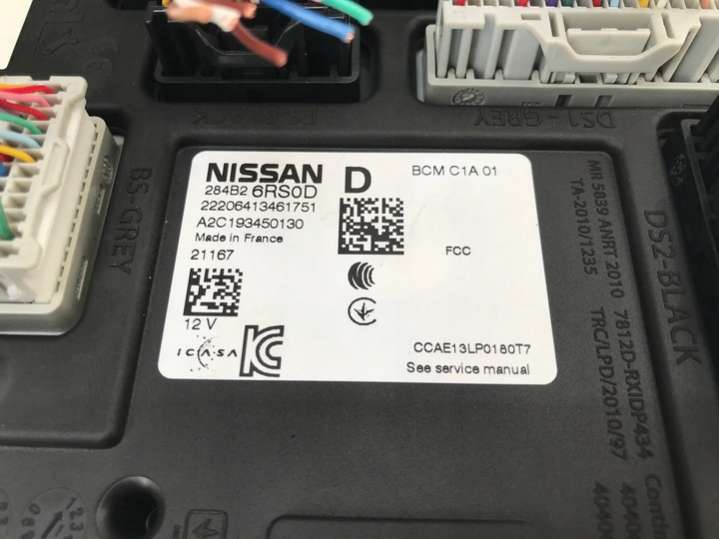 DS1-GREY
BS-GREY
NISSAN D BCM C1A 01
284B2 6RS0D
22206413461751
A2C193450130
Made in France
FCC
21167
12 V
ICASA
CCAE13LP0180T7
See service manual
DS2-BLACK
MR 5839 ANRT 2010 7812D-RXIDP434
TA-2010/1235 TRC/LPD/2010/97